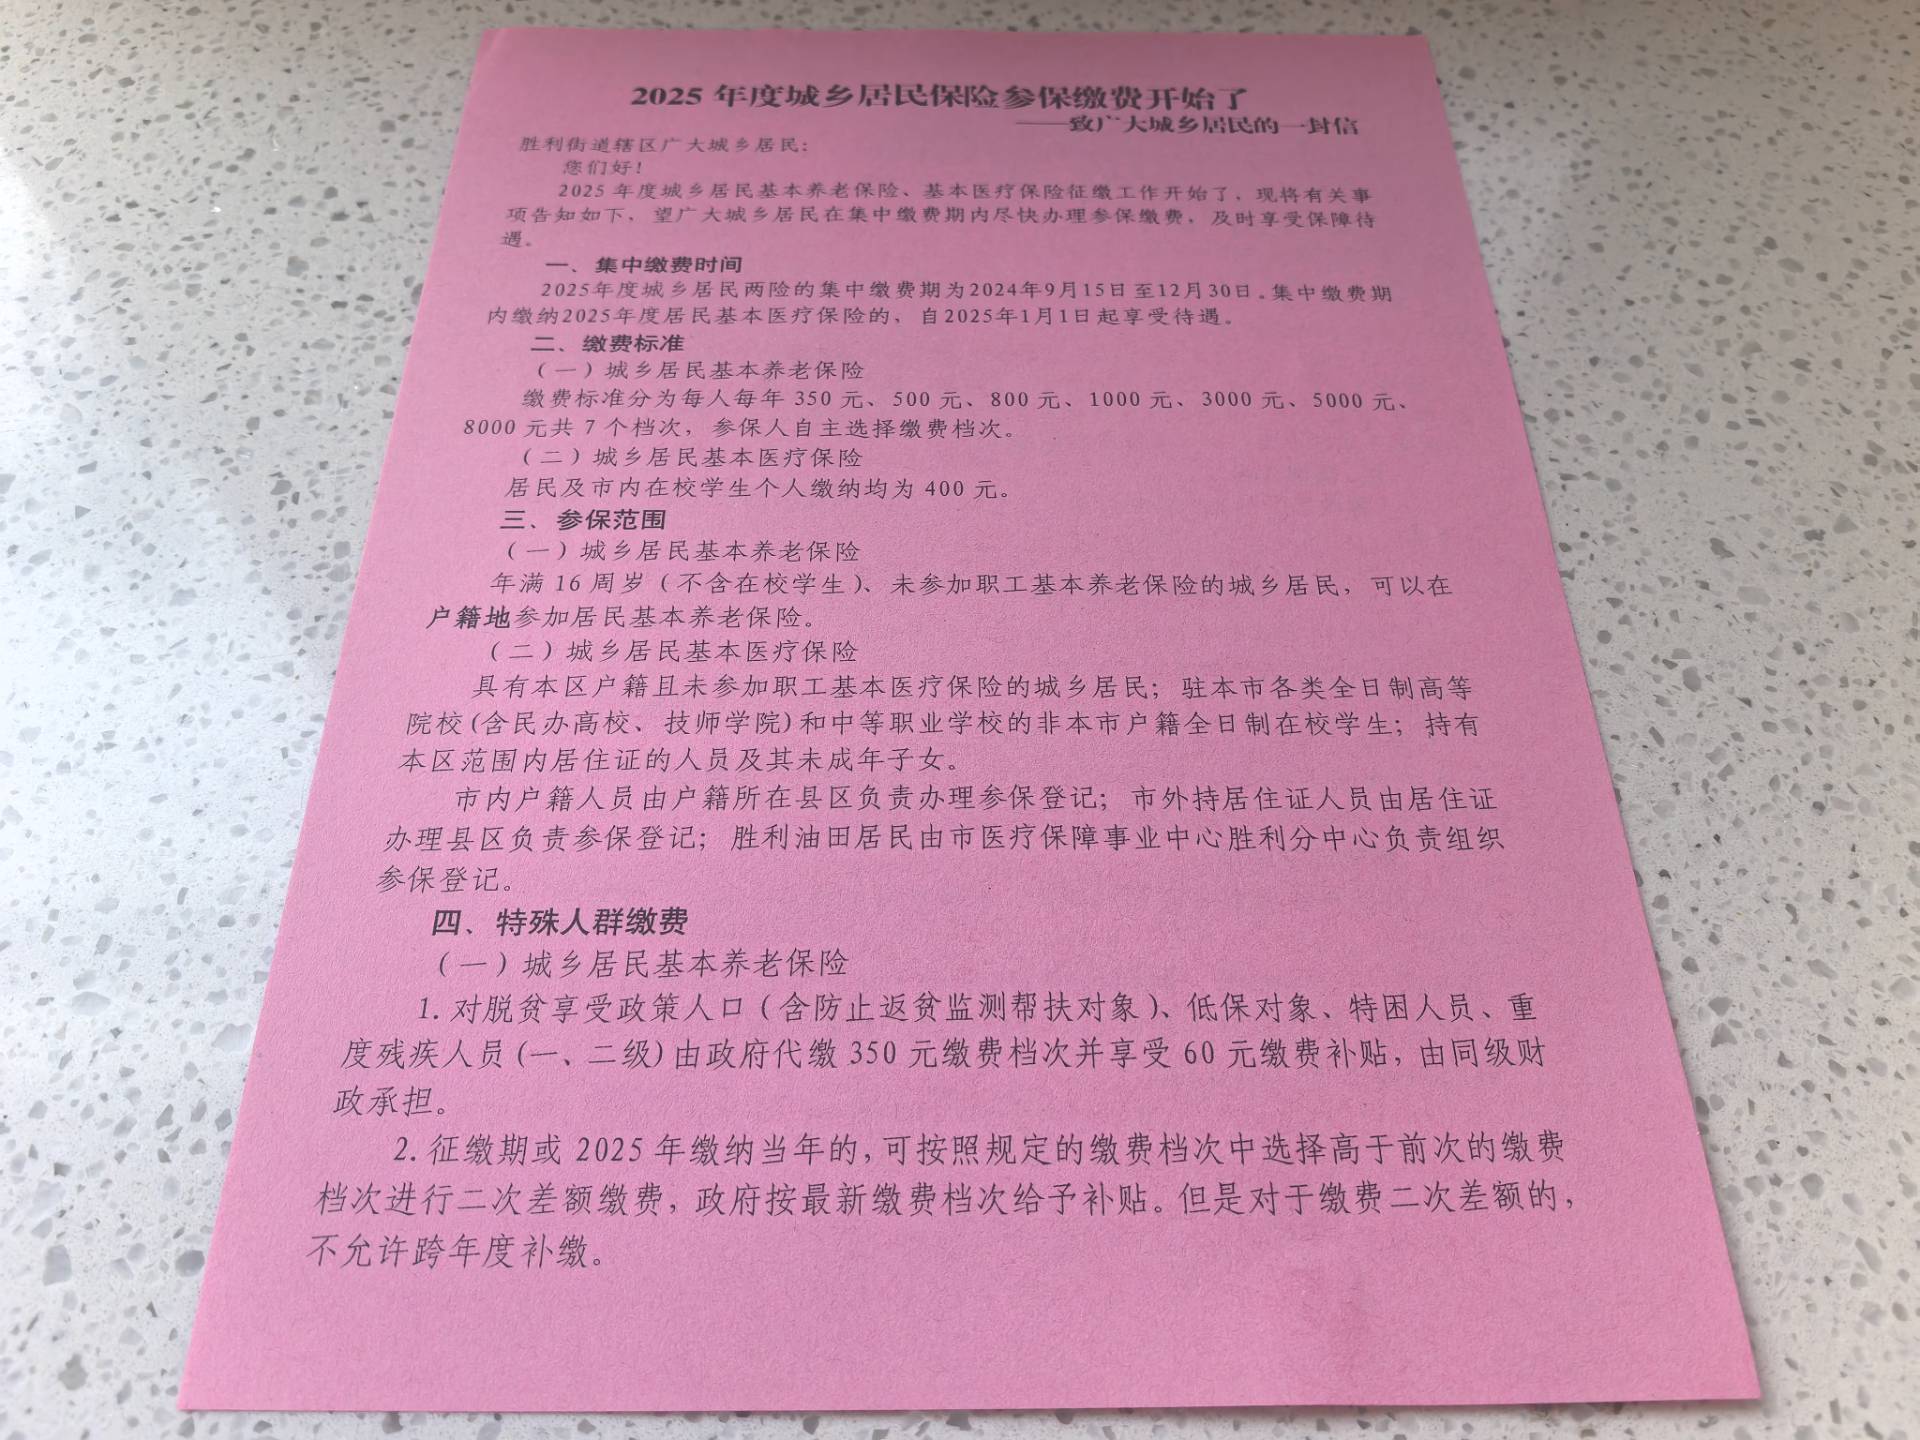 2025 年度城乡居民保险参保缴费开始了
——致广大城乡居民的一封信
胜利街道辖区广大城乡居民：
您们好！
2025 年度城乡居民基本养老保险、基本医疗保险征缴工作开始了，现将有关事
项告知如下，望广大城乡居民在集中缴费期内尽快办理参保缴费，及时享受保障待
遇。
一、集中缴费时间
2025年度城乡居民两险的集中缴费期为2024年9月15日至12月30日。集中缴费期
内缴纳2025年度居民基本医疗保险的，自2025年1月1日起享受待遇。
二、缴费标准
（一）城乡居民基本养老保险
缴费标准分为每人每年 350 元、500 元、800 元、1000 元、3000 元、5000 元、
8000 元共 7 个档次，参保人自主选择缴费档次。
（二）城乡居民基本医疗保险
居民及市内在校学生个人缴纳均为 400 元。
三、参保范围
（一）城乡居民基本养老保险
年满 16 周岁（不含在校学生）、未参加职工基本养老保险的城乡居民，可以在
户籍地参加居民基本养老保险。
（二）城乡居民基本医疗保险
具有本区户籍且未参加职工基本医疗保险的城乡居民；驻本市各类全日制高等
院校(含民办高校、技师学院)和中等职业学校的非本市户籍全日制在校学生；持有
本区范围内居住证的人员及其未成年子女。
市内户籍人员由户籍所在县区负责办理参保登记；市外持居住证人员由居住证
办理县区负责参保登记；胜利油田居民由市医疗保障事业中心胜利分中心负责组织
参保登记。
四、特殊人群缴费
（一）城乡居民基本养老保险
1. 对脱贫享受政策人口（含防止返贫监测帮扶对象）、低保对象、特困人员、重
度残疾人员(一、二级)由政府代缴 350 元缴费档次并享受 60 元缴费补贴，由同级财
政承担。
2. 征缴期或 2025 年缴纳当年的，可按照规定的缴费档次中选择高于前次的缴费
档次进行二次差额缴费，政府按最新缴费档次给予补贴。但是对于缴费二次差额的，
不允许跨年度补缴。